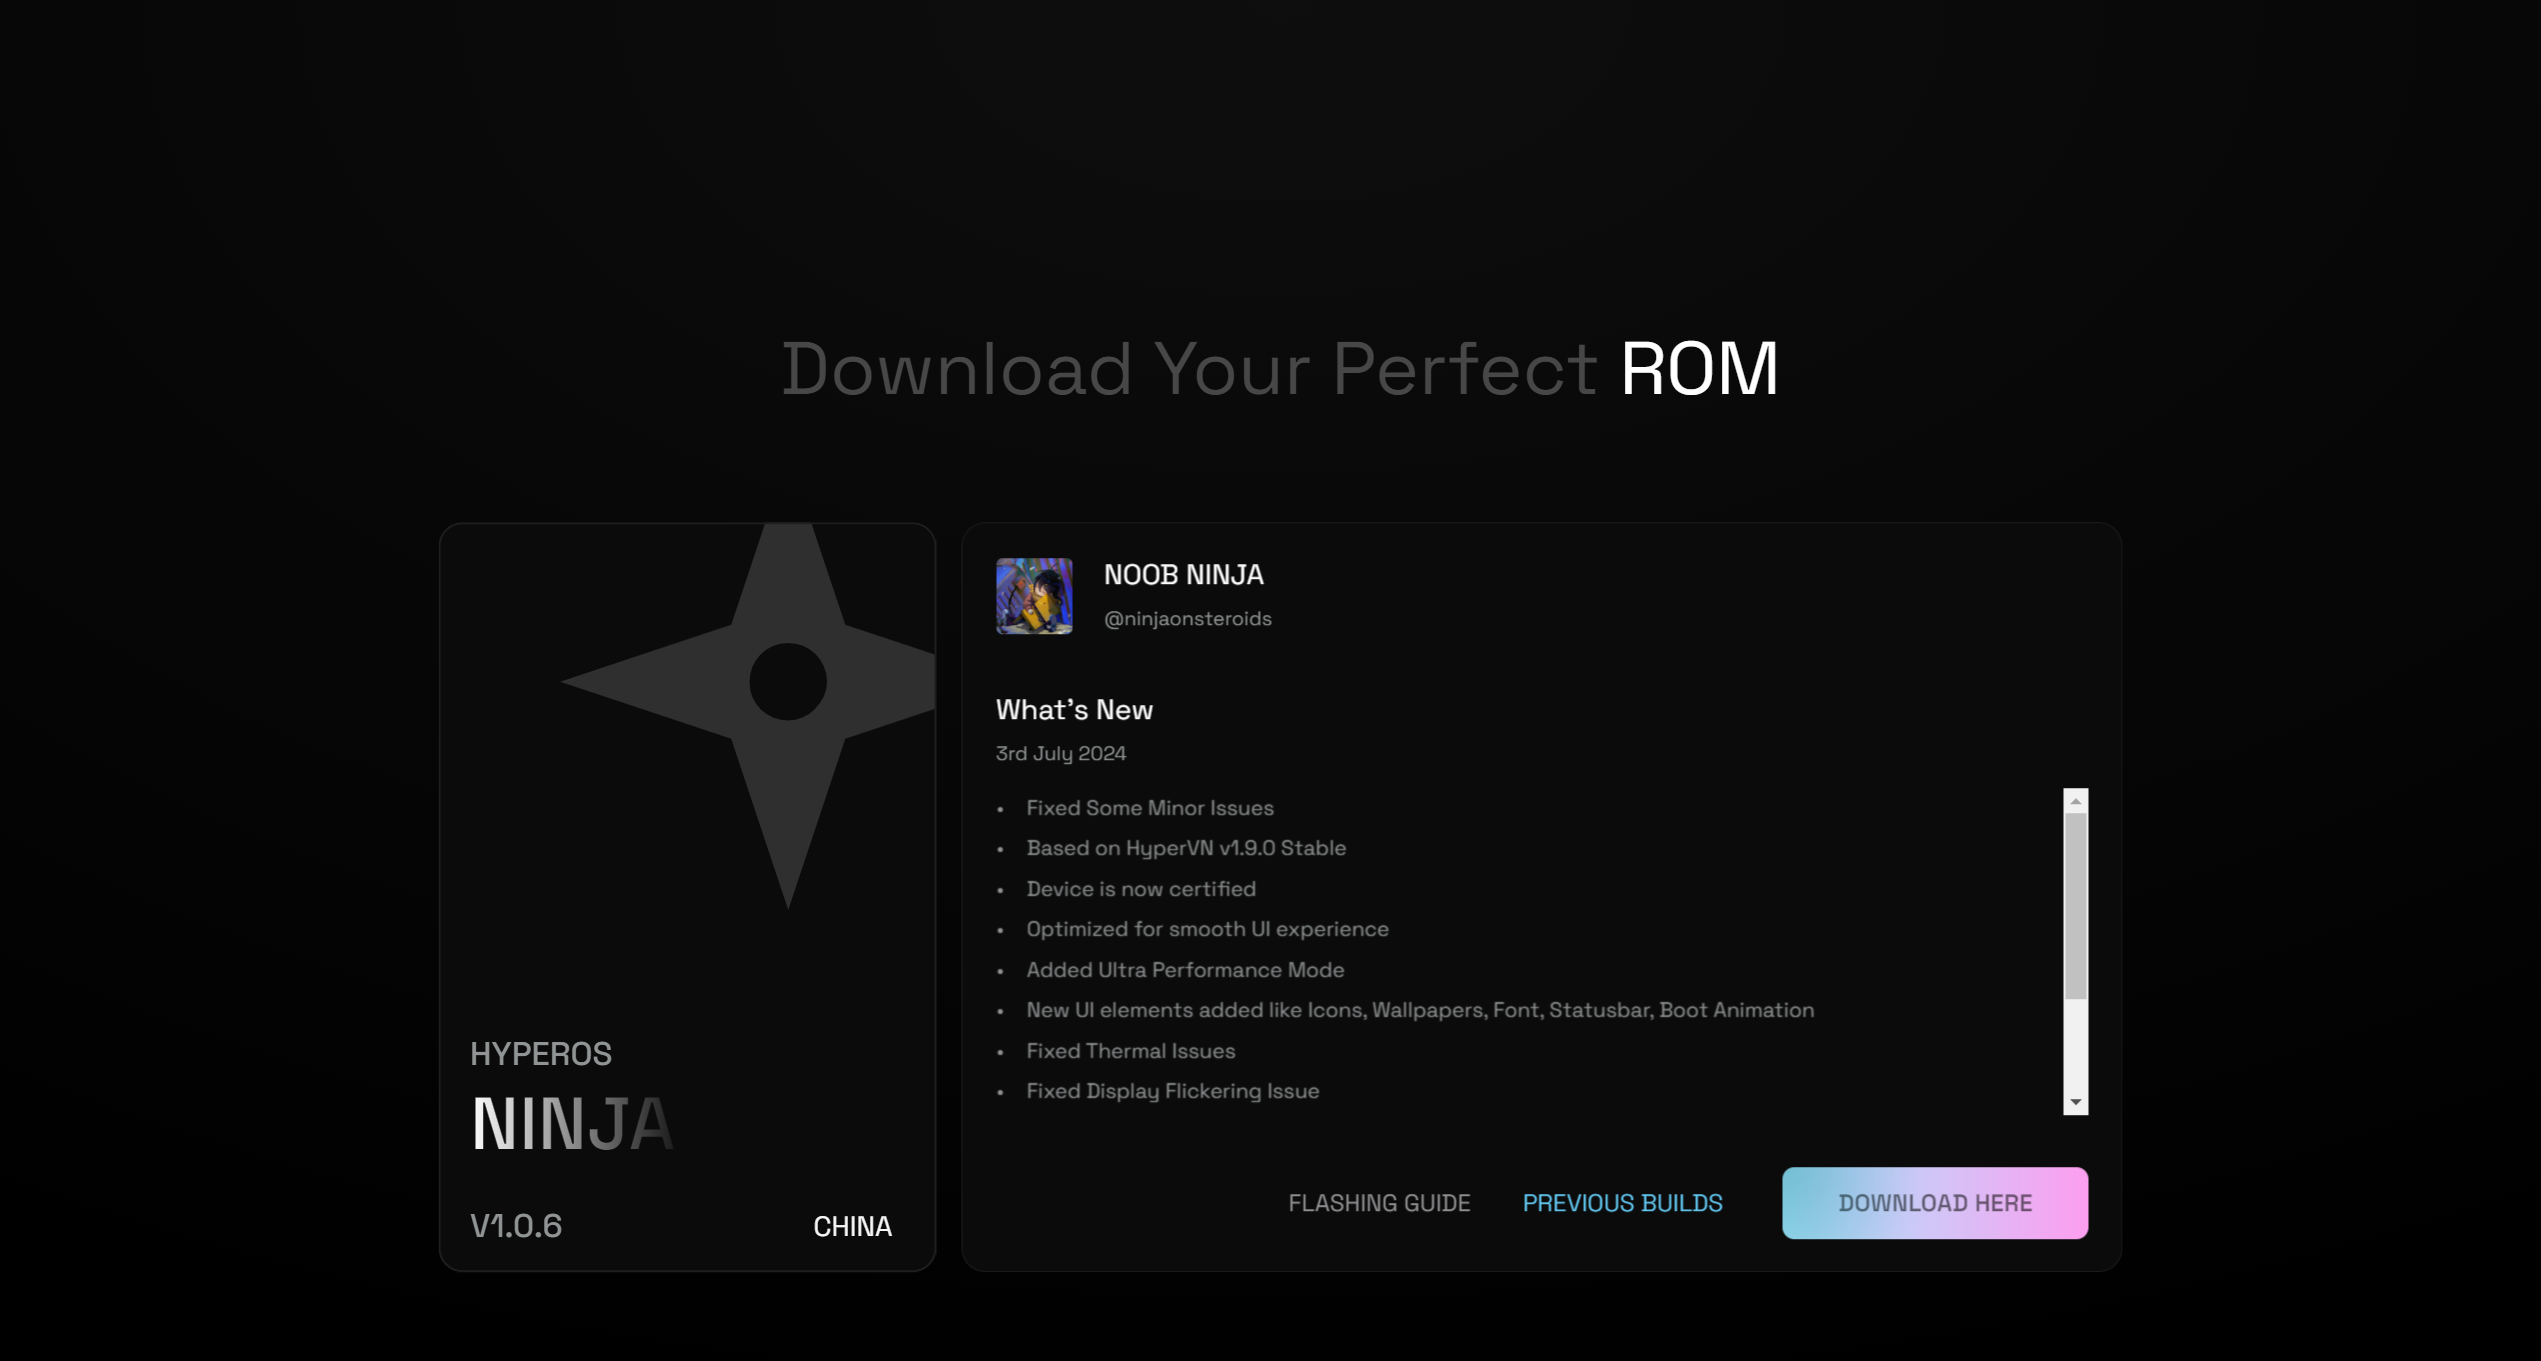 Download Your Perfect ROM
HYPEROS
NINJA
V1.0.6
CHINA
NOOB NINJA
@ninjaonsteroids
What's New
3rd July 2024
• Fixed Some Minor Issues
• Based on HyperVN v1.9.0 Stable
• Device is now certified
• Optimized for smooth UI experience
• Added Ultra Performance Mode
• New UI elements added like Icons, Wallpapers, Font, Statusbar, Boot Animation
• Fixed Thermal Issues
• Fixed Display Flickering Issue
FLASHING GUIDE
PREVIOUS BUILDS
DOWNLOAD HERE